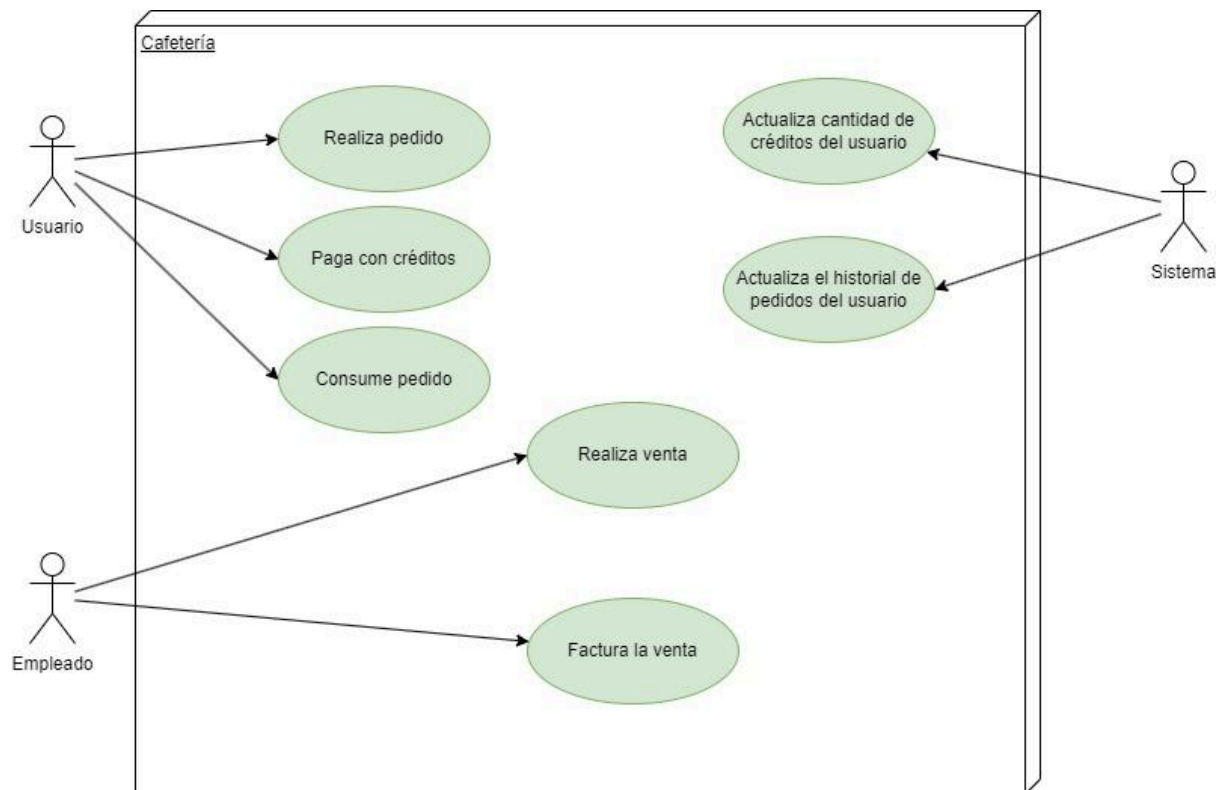 Cafetería
Realiza pedido
Actualiza cantidad de
créditos del usuario
Usuario
Paga con créditos
Actualiza el historial de
pedidos del usuario
Sistema
Consume pedido
Realiza venta
Empleado
Factura la venta